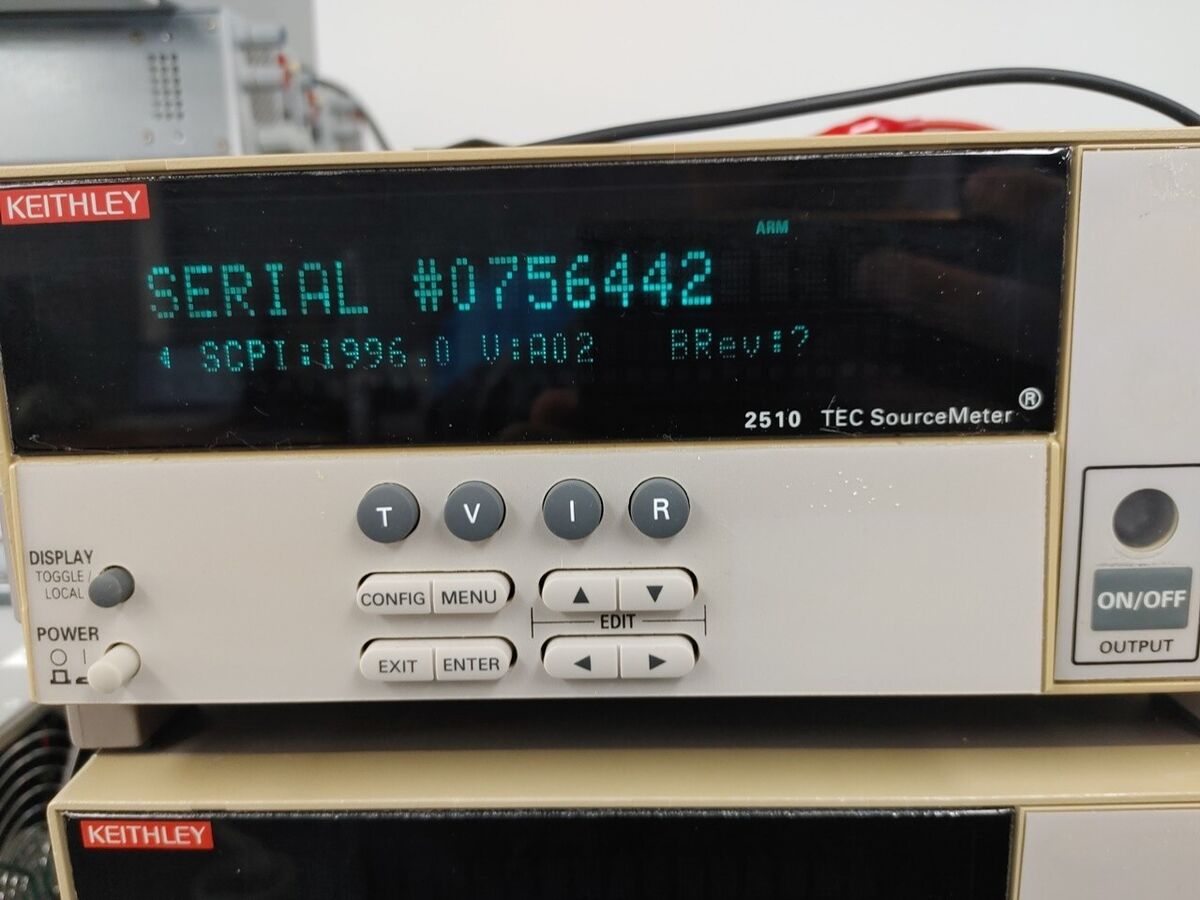 KEITHLEY
ARM
SERIAL #0756442
◀ SCPI:1996.0 V:A02 BRev:?
2510 TEC SourceMeter®
T V I R
DISPLAY
TOGGLE /
LOCAL
CONFIG MENU ▲ ▼
EDIT
POWER
EXIT ENTER ◀ ▶
ON/OFF
OUTPUT
KEITHLEY